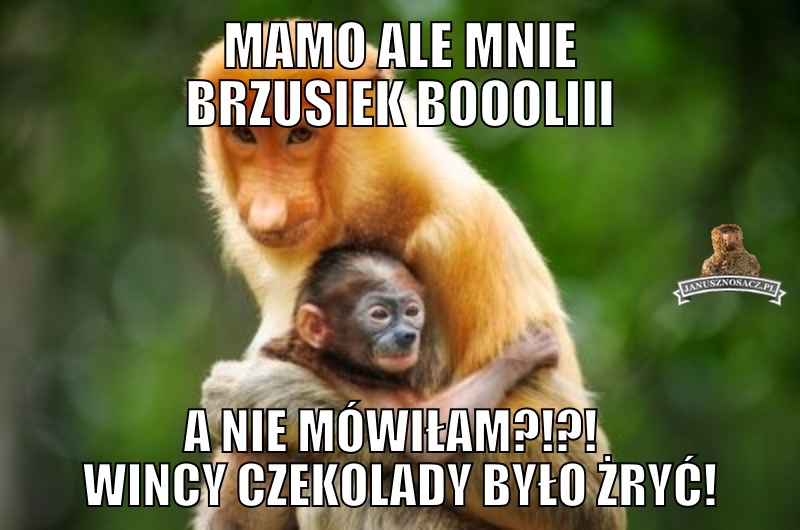 MAMO ALE MNIE
BRZUSIEK BOOOLIII
JANUSZNOSACZ.PL
A NIE MÓWIŁAM?!?!
WINCY CZEKOLADY BYŁO ŻRYĆ!